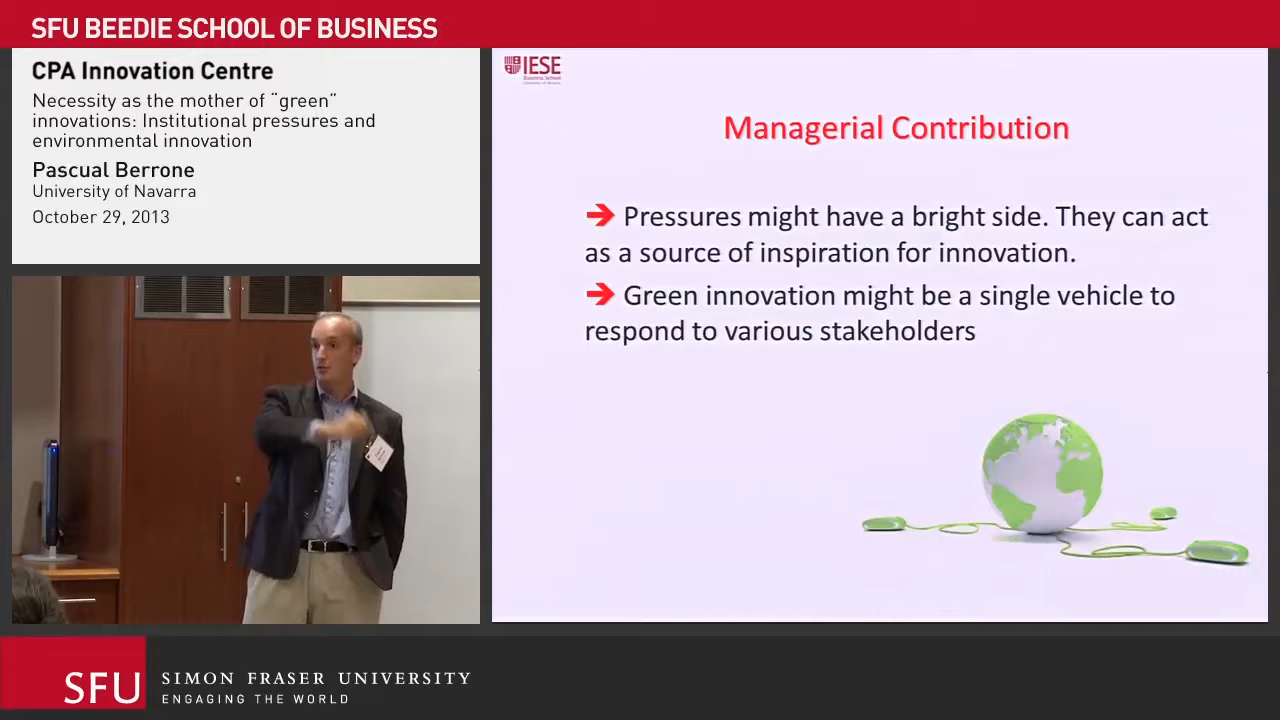 SFU BEEDIE SCHOOL OF BUSINESS
CPA Innovation Centre
Necessity as the mother of “green”
innovations: Institutional pressures and
environmental innovation
Pascual Berrone
University of Navarra
October 29, 2013
IESE
Business School
Managerial Contribution
➔ Pressures might have a bright side. They can act
as a source of inspiration for innovation.
➔ Green innovation might be a single vehicle to
respond to various stakeholders
SFU
SIMON FRASER UNIVERSITY
ENGAGING THE WORLD